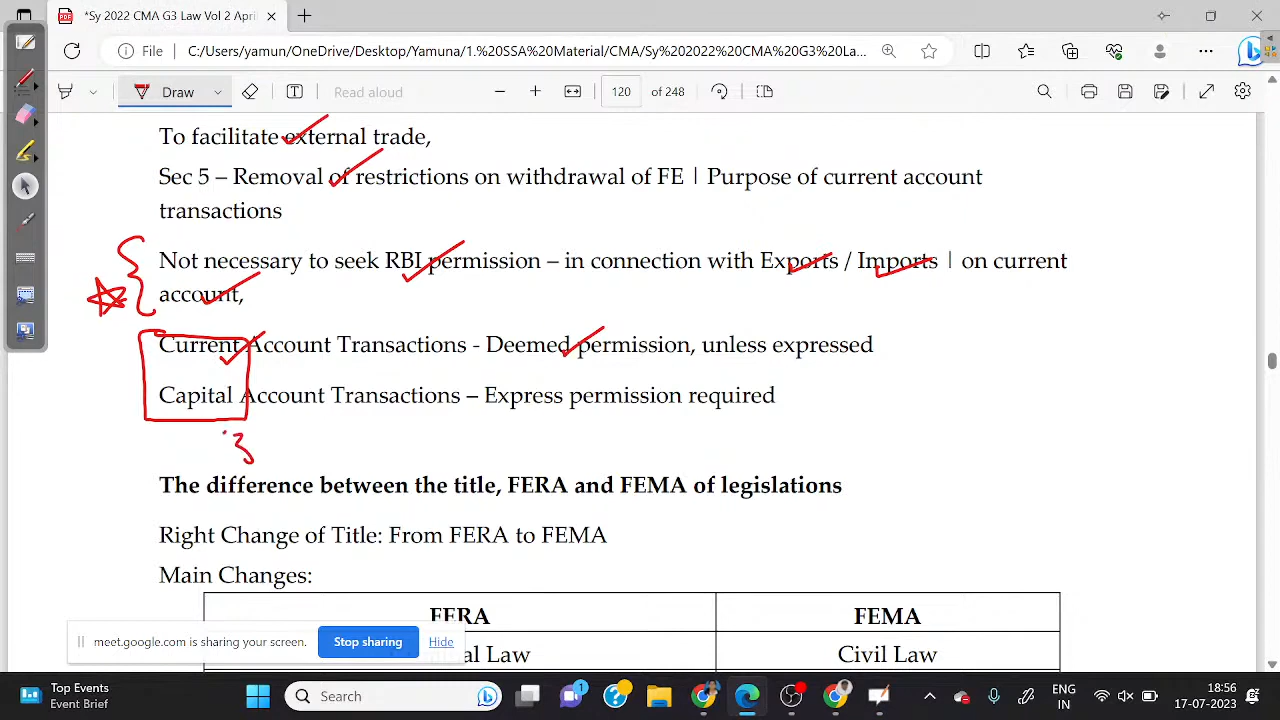 *Sy 2022 CMA G3 Law Vol 2 April
File C:/Users/yamun/OneDrive/Desktop/Yamuna/1.%20SSA%20Material/CMA/Sy%202022%20CMA%20G3%20La...
Draw Read aloud 120 of 248
To facilitate external trade,
Sec 5 – Removal of restrictions on withdrawal of FE | Purpose of current account
transactions
Not necessary to seek RBI permission – in connection with Exports / Imports | on current
account,
Current Account Transactions - Deemed permission, unless expressed
Capital Account Transactions – Express permission required
3
The difference between the title, FERA and FEMA of legislations
Right Change of Title: From FERA to FEMA
Main Changes:
FERA FEMA
meet.google.com is sharing your screen. Stop sharing Hide
Law Civil Law
Top Events
Event Brief
Search
1
ENG
IN
18:56
17-07-2023